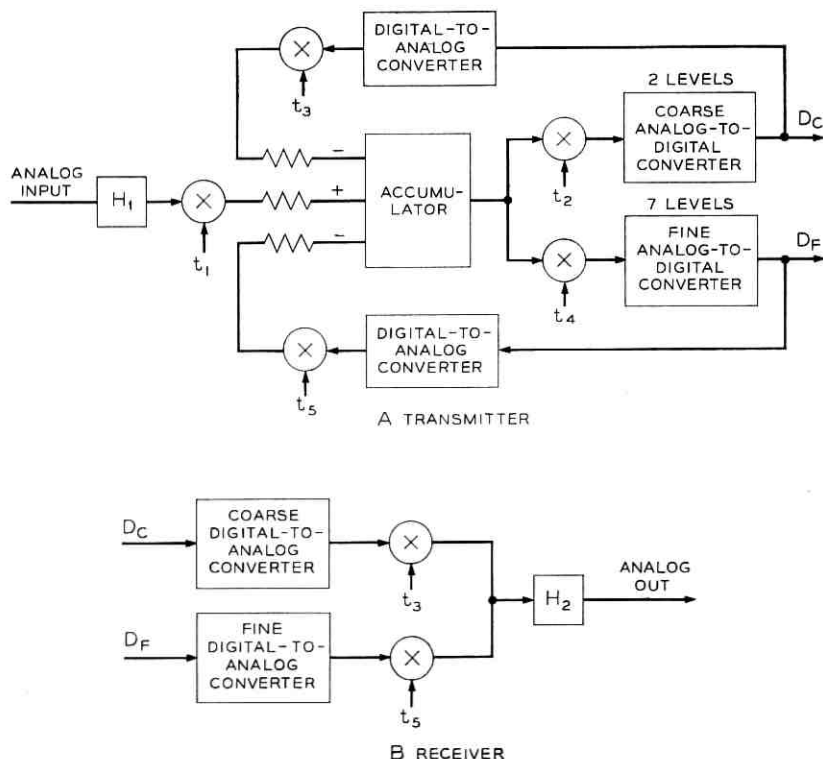 DIGITAL-TO-
ANALOG
CONVERTER
t3
2 LEVELS
COARSE
ANALOG-TO-
DIGITAL
CONVERTER
DC
t2
ANALOG
INPUT
H1
t1
−
+
−
ACCUMU-
LATOR
7 LEVELS
FINE
ANALOG-TO-
DIGITAL
CONVERTER
DF
t4
DIGITAL-TO-
ANALOG
CONVERTER
t5
A TRANSMITTER
DC
COARSE
DIGITAL-TO-
ANALOG
CONVERTER
t3
DF
FINE
DIGITAL-TO-
ANALOG
CONVERTER
t5
H2
ANALOG
OUT
B RECEIVER